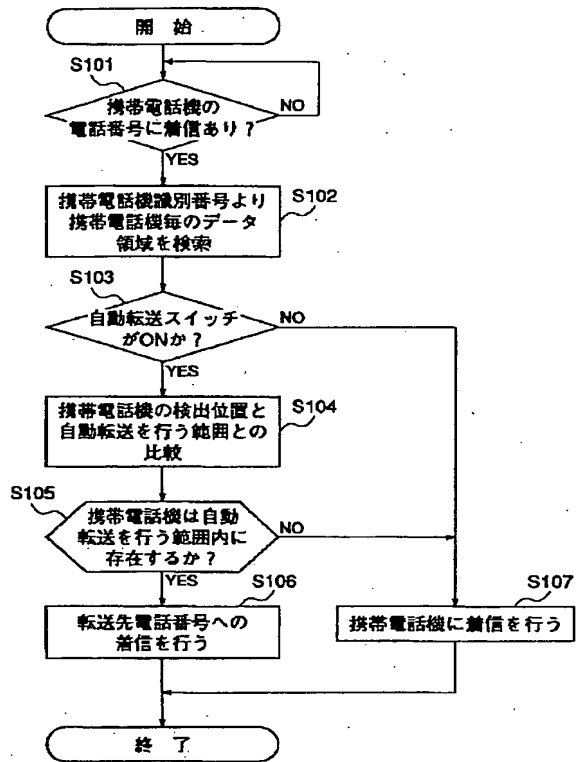 開 始
S101
携帯電話機の
電話番号に着信あり？
NO
YES
携帯電話機識別番号より
携帯電話機毎のデータ
領域を検索
S102
S103
自動転送スイッチ
がONか？
NO
YES
携帯電話機の検出位置と
自動転送を行う範囲との
比較
S104
S105
携帯電話機は自動
転送を行う範囲内に
存在するか？
NO
YES
S106
転送先電話番号への
着信を行う
S107
携帯電話機に着信を行う
終 了